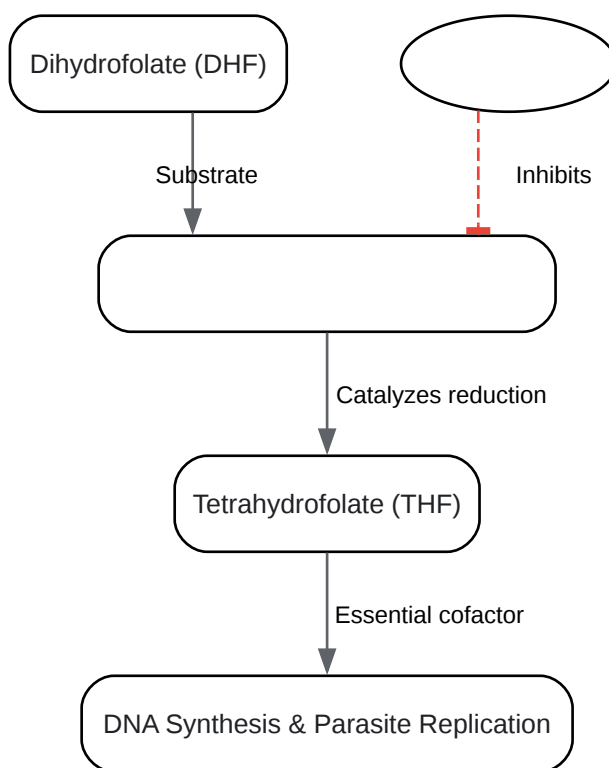 Dihydrofolate (DHF)
Substrate
Inhibits
Catalyzes reduction
Tetrahydrofolate (THF)
Essential cofactor
DNA Synthesis & Parasite Replication